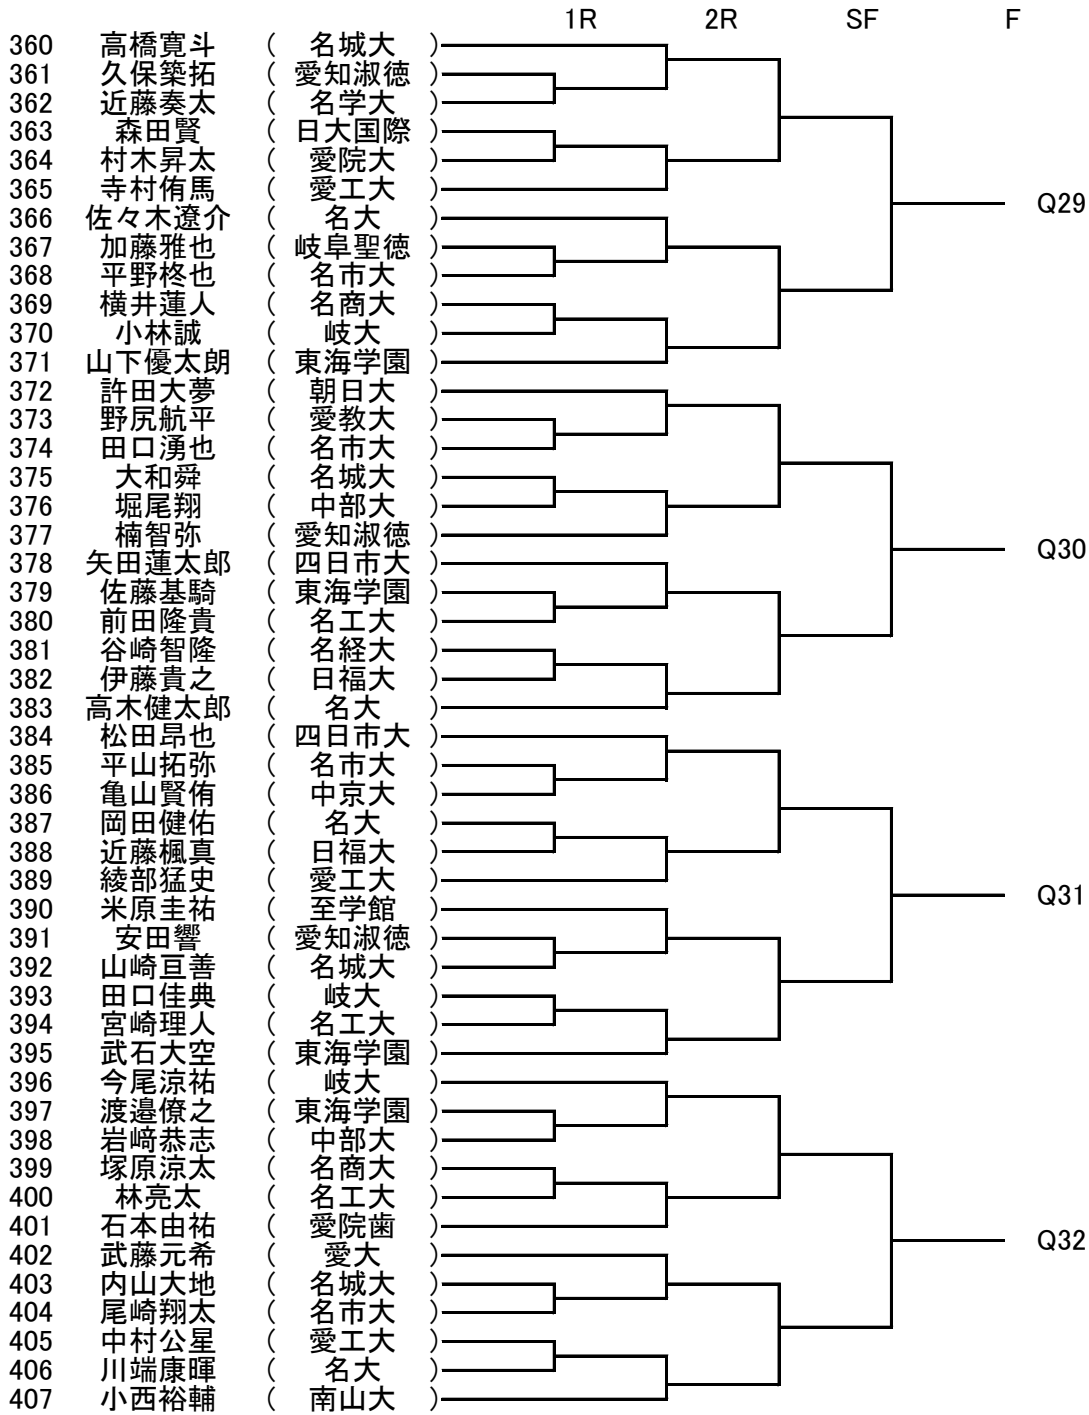 1R 2R SF F
360 高橋寛斗 ( 名城大 )
361 久保築拓 ( 愛知淑徳 )
362 近藤奏太 ( 名学大 )
363 森田賢 ( 日大国際 )
364 村木昇太 ( 愛院大 )
365 寺村侑馬 ( 愛工大 )
Q29
366 佐々木遼介 ( 名大 )
367 加藤雅也 ( 岐阜聖徳 )
368 平野柊也 ( 名市大 )
369 横井蓮人 ( 名商大 )
370 小林誠 ( 岐大 )
371 山下優太朗 ( 東海学園 )
372 許田大夢 ( 朝日大 )
373 野尻航平 ( 愛教大 )
374 田口湧也 ( 名市大 )
375 大和舜 ( 名城大 )
376 堀尾翔 ( 中部大 )
377 楠智弥 ( 愛知淑徳 )
Q30
378 矢田蓮太郎 ( 四日市大 )
379 佐藤基騎 ( 東海学園 )
380 前田隆貴 ( 名工大 )
381 谷崎智隆 ( 名経大 )
382 伊藤貴之 ( 日福大 )
383 高木健太郎 ( 名大 )
384 松田昂也 ( 四日市大 )
385 平山拓弥 ( 名市大 )
386 亀山賢侑 ( 中京大 )
387 岡田健佑 ( 名大 )
388 近藤楓真 ( 日福大 )
389 綾部猛史 ( 愛工大 )
Q31
390 米原圭祐 ( 至学館 )
391 安田響 ( 愛知淑徳 )
392 山崎亘善 ( 名城大 )
393 田口佳典 ( 岐大 )
394 宮崎理人 ( 名工大 )
395 武石大空 ( 東海学園 )
396 今尾涼祐 ( 岐大 )
397 渡邉僚之 ( 東海学園 )
398 岩﨑恭志 ( 中部大 )
399 塚原涼太 ( 名商大 )
400 林亮太 ( 名工大 )
401 石本由祐 ( 愛院歯 )
Q32
402 武藤元希 ( 愛大 )
403 内山大地 ( 名城大 )
404 尾崎翔太 ( 名市大 )
405 中村公星 ( 愛工大 )
406 川端康暉 ( 名大 )
407 小西裕輔 ( 南山大 )